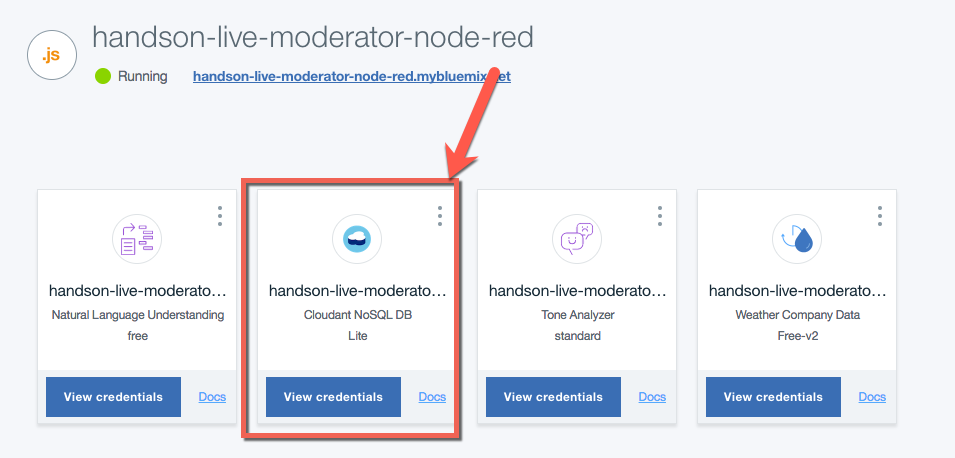 .js
handson-live-moderator-node-red
Running
handson-live-moderator-node-red.mybluemix.net
handson-live-moderato...
Natural Language Understanding
free
View credentials
Docs
handson-live-moderato...
Cloudant NoSQL DB
Lite
View credentials
Docs
handson-live-moderato...
Tone Analyzer
standard
View credentials
Docs
handson-live-moderato...
Weather Company Data
Free-v2
View credentials
Docs